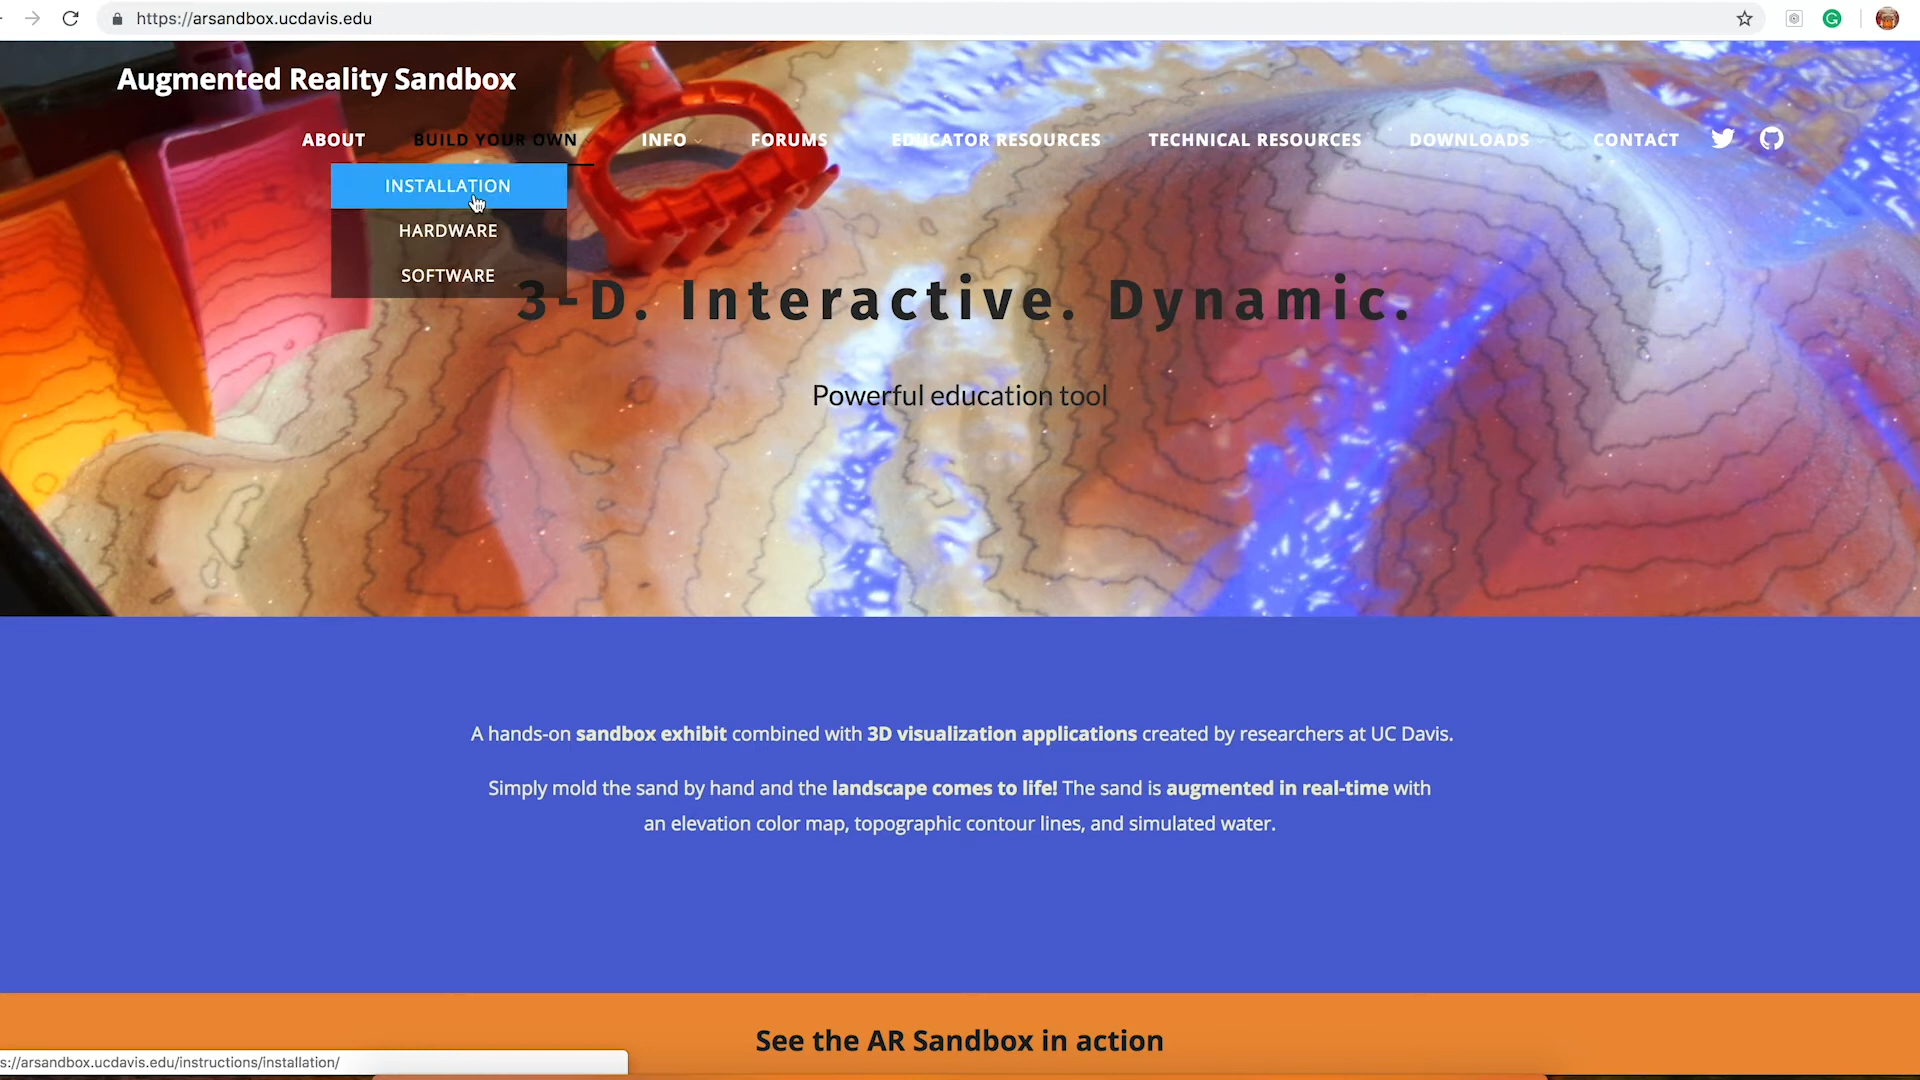 https://arsandbox.ucdavis.edu
Augmented Reality Sandbox
ABOUT BUILD YOUR OWN INFO FORUMS EDUCATOR RESOURCES TECHNICAL RESOURCES DOWNLOADS CONTACT
INSTALLATION
HARDWARE
SOFTWARE
3-D. Interactive. Dynamic.
Powerful education tool
A hands-on sandbox exhibit combined with 3D visualization applications created by researchers at UC Davis.
Simply mold the sand by hand and the landscape comes to life! The sand is augmented in real-time with
an elevation color map, topographic contour lines, and simulated water.
See the AR Sandbox in action
s://arsandbox.ucdavis.edu/instructions/installation/